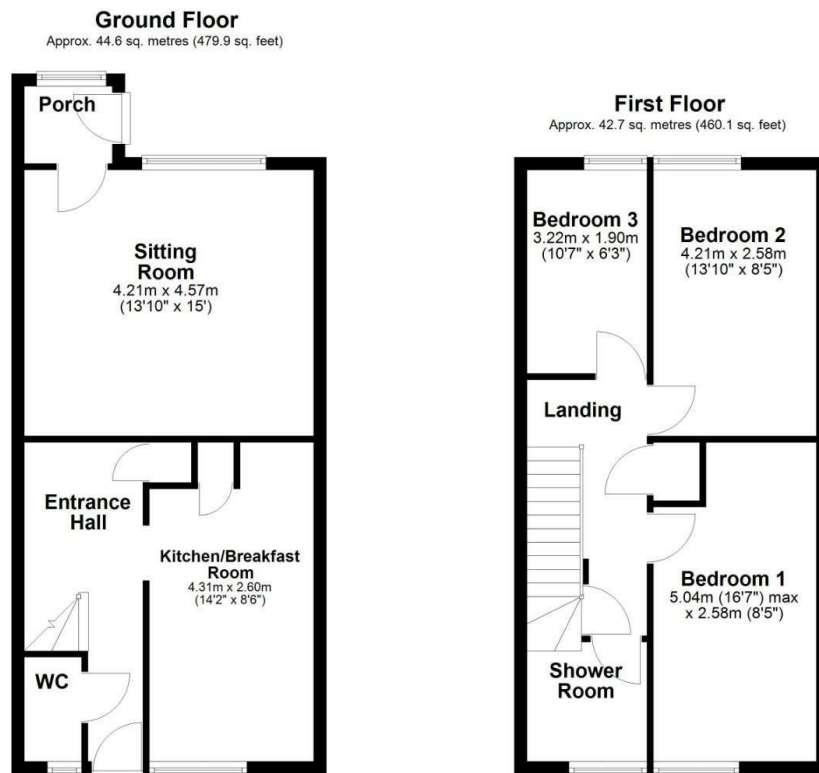 Ground Floor
Approx. 44.6 sq. metres (479.9 sq. feet)
Porch
Sitting
Room
4.21m x 4.57m
(13'10" x 15')
Entrance
Hall
Kitchen/Breakfast
Room
4.31m x 2.60m
(14'2" x 8'6")
WC
First Floor
Approx. 42.7 sq. metres (460.1 sq. feet)
Bedroom 3
3.22m x 1.90m
(10'7" x 6'3")
Bedroom 2
4.21m x 2.58m
(13'10" x 8'5")
Landing
Bedroom 1
5.04m (16'7") max
x 2.58m (8'5")
Shower
Room